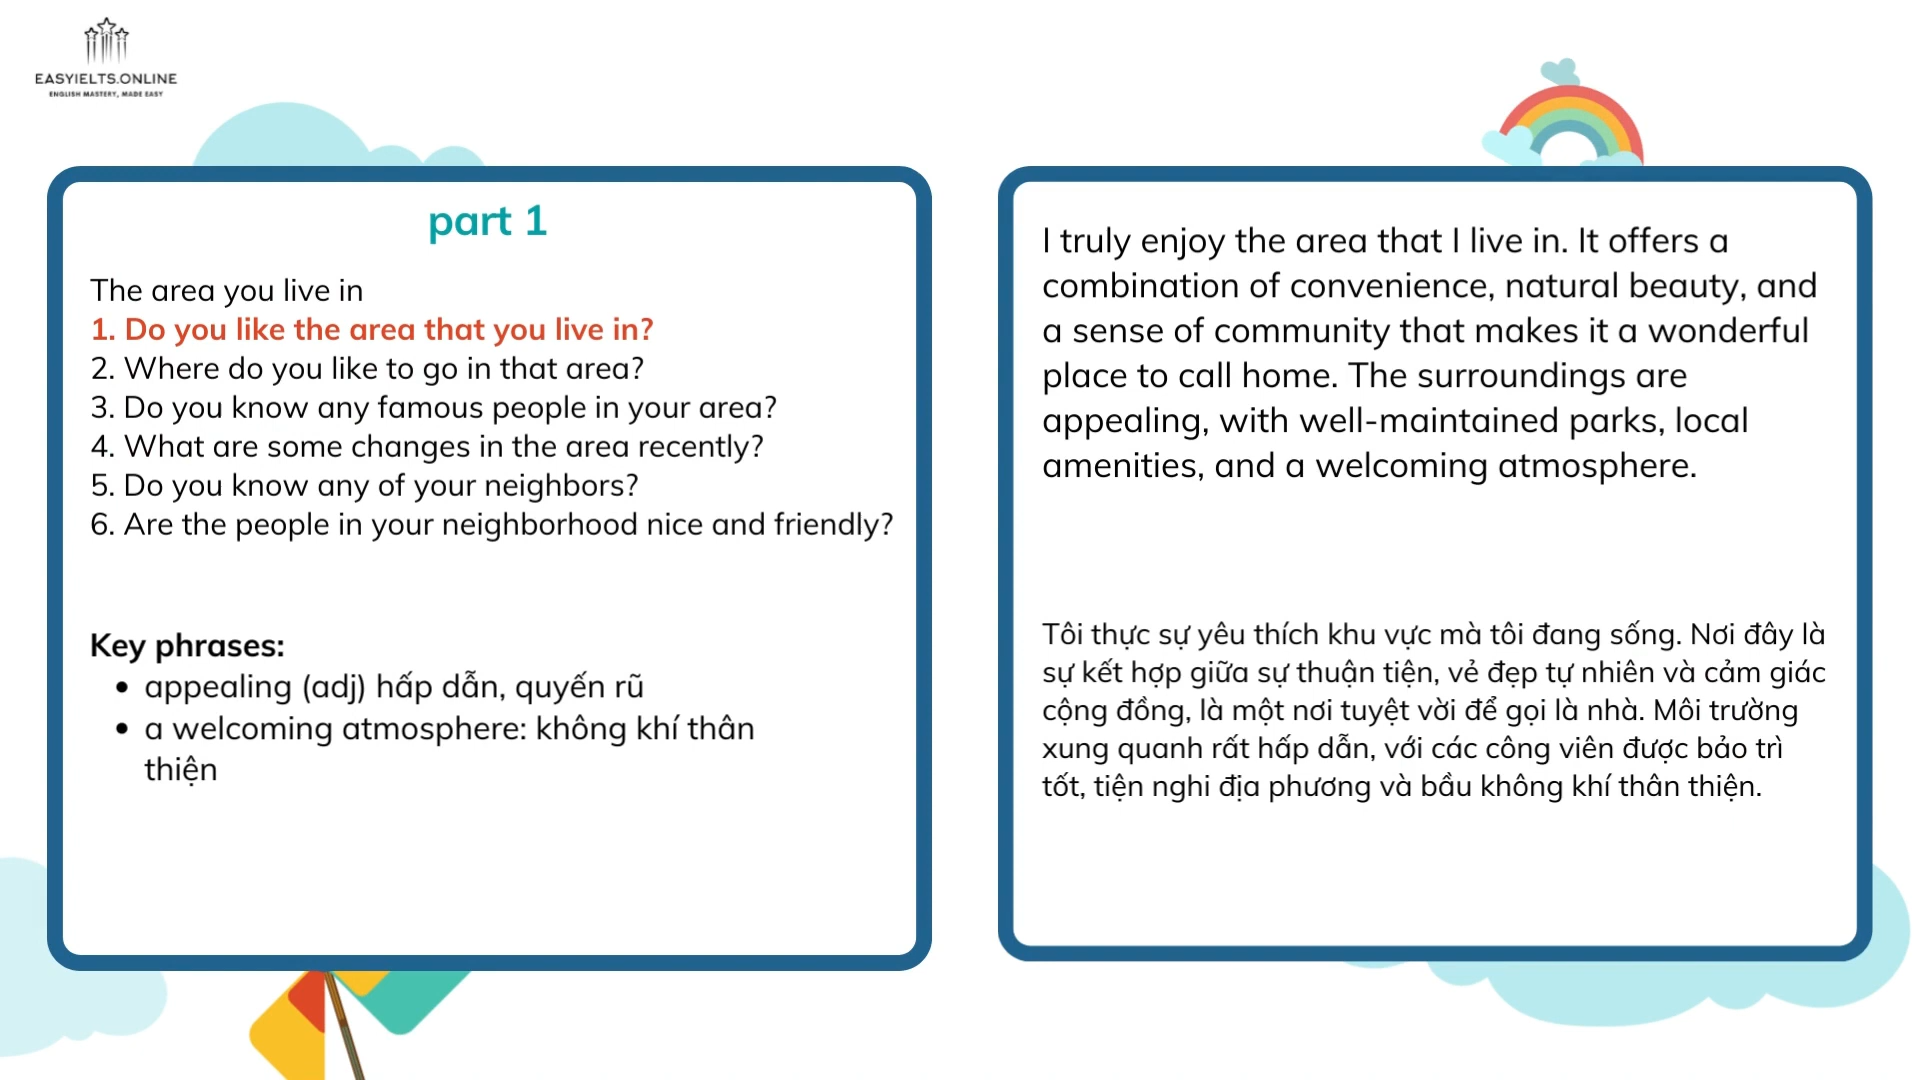 EASYIELTS.ONLINE
ENGLISH MASTERY, MADE EASY
part 1
The area you live in
1. Do you like the area that you live in?
2. Where do you like to go in that area?
3. Do you know any famous people in your area?
4. What are some changes in the area recently?
5. Do you know any of your neighbors?
6. Are the people in your neighborhood nice and friendly?
Key phrases:
• appealing (adj) hấp dẫn, quyến rũ
• a welcoming atmosphere: không khí thân
thiện
I truly enjoy the area that I live in. It offers a
combination of convenience, natural beauty, and
a sense of community that makes it a wonderful
place to call home. The surroundings are
appealing, with well-maintained parks, local
amenities, and a welcoming atmosphere.
Tôi thực sự yêu thích khu vực mà tôi đang sống. Nơi đây là
sự kết hợp giữa sự thuận tiện, vẻ đẹp tự nhiên và cảm giác
cộng đồng, là một nơi tuyệt vời để gọi là nhà. Môi trường
xung quanh rất hấp dẫn, với các công viên được bảo trì
tốt, tiện nghi địa phương và bầu không khí thân thiện.